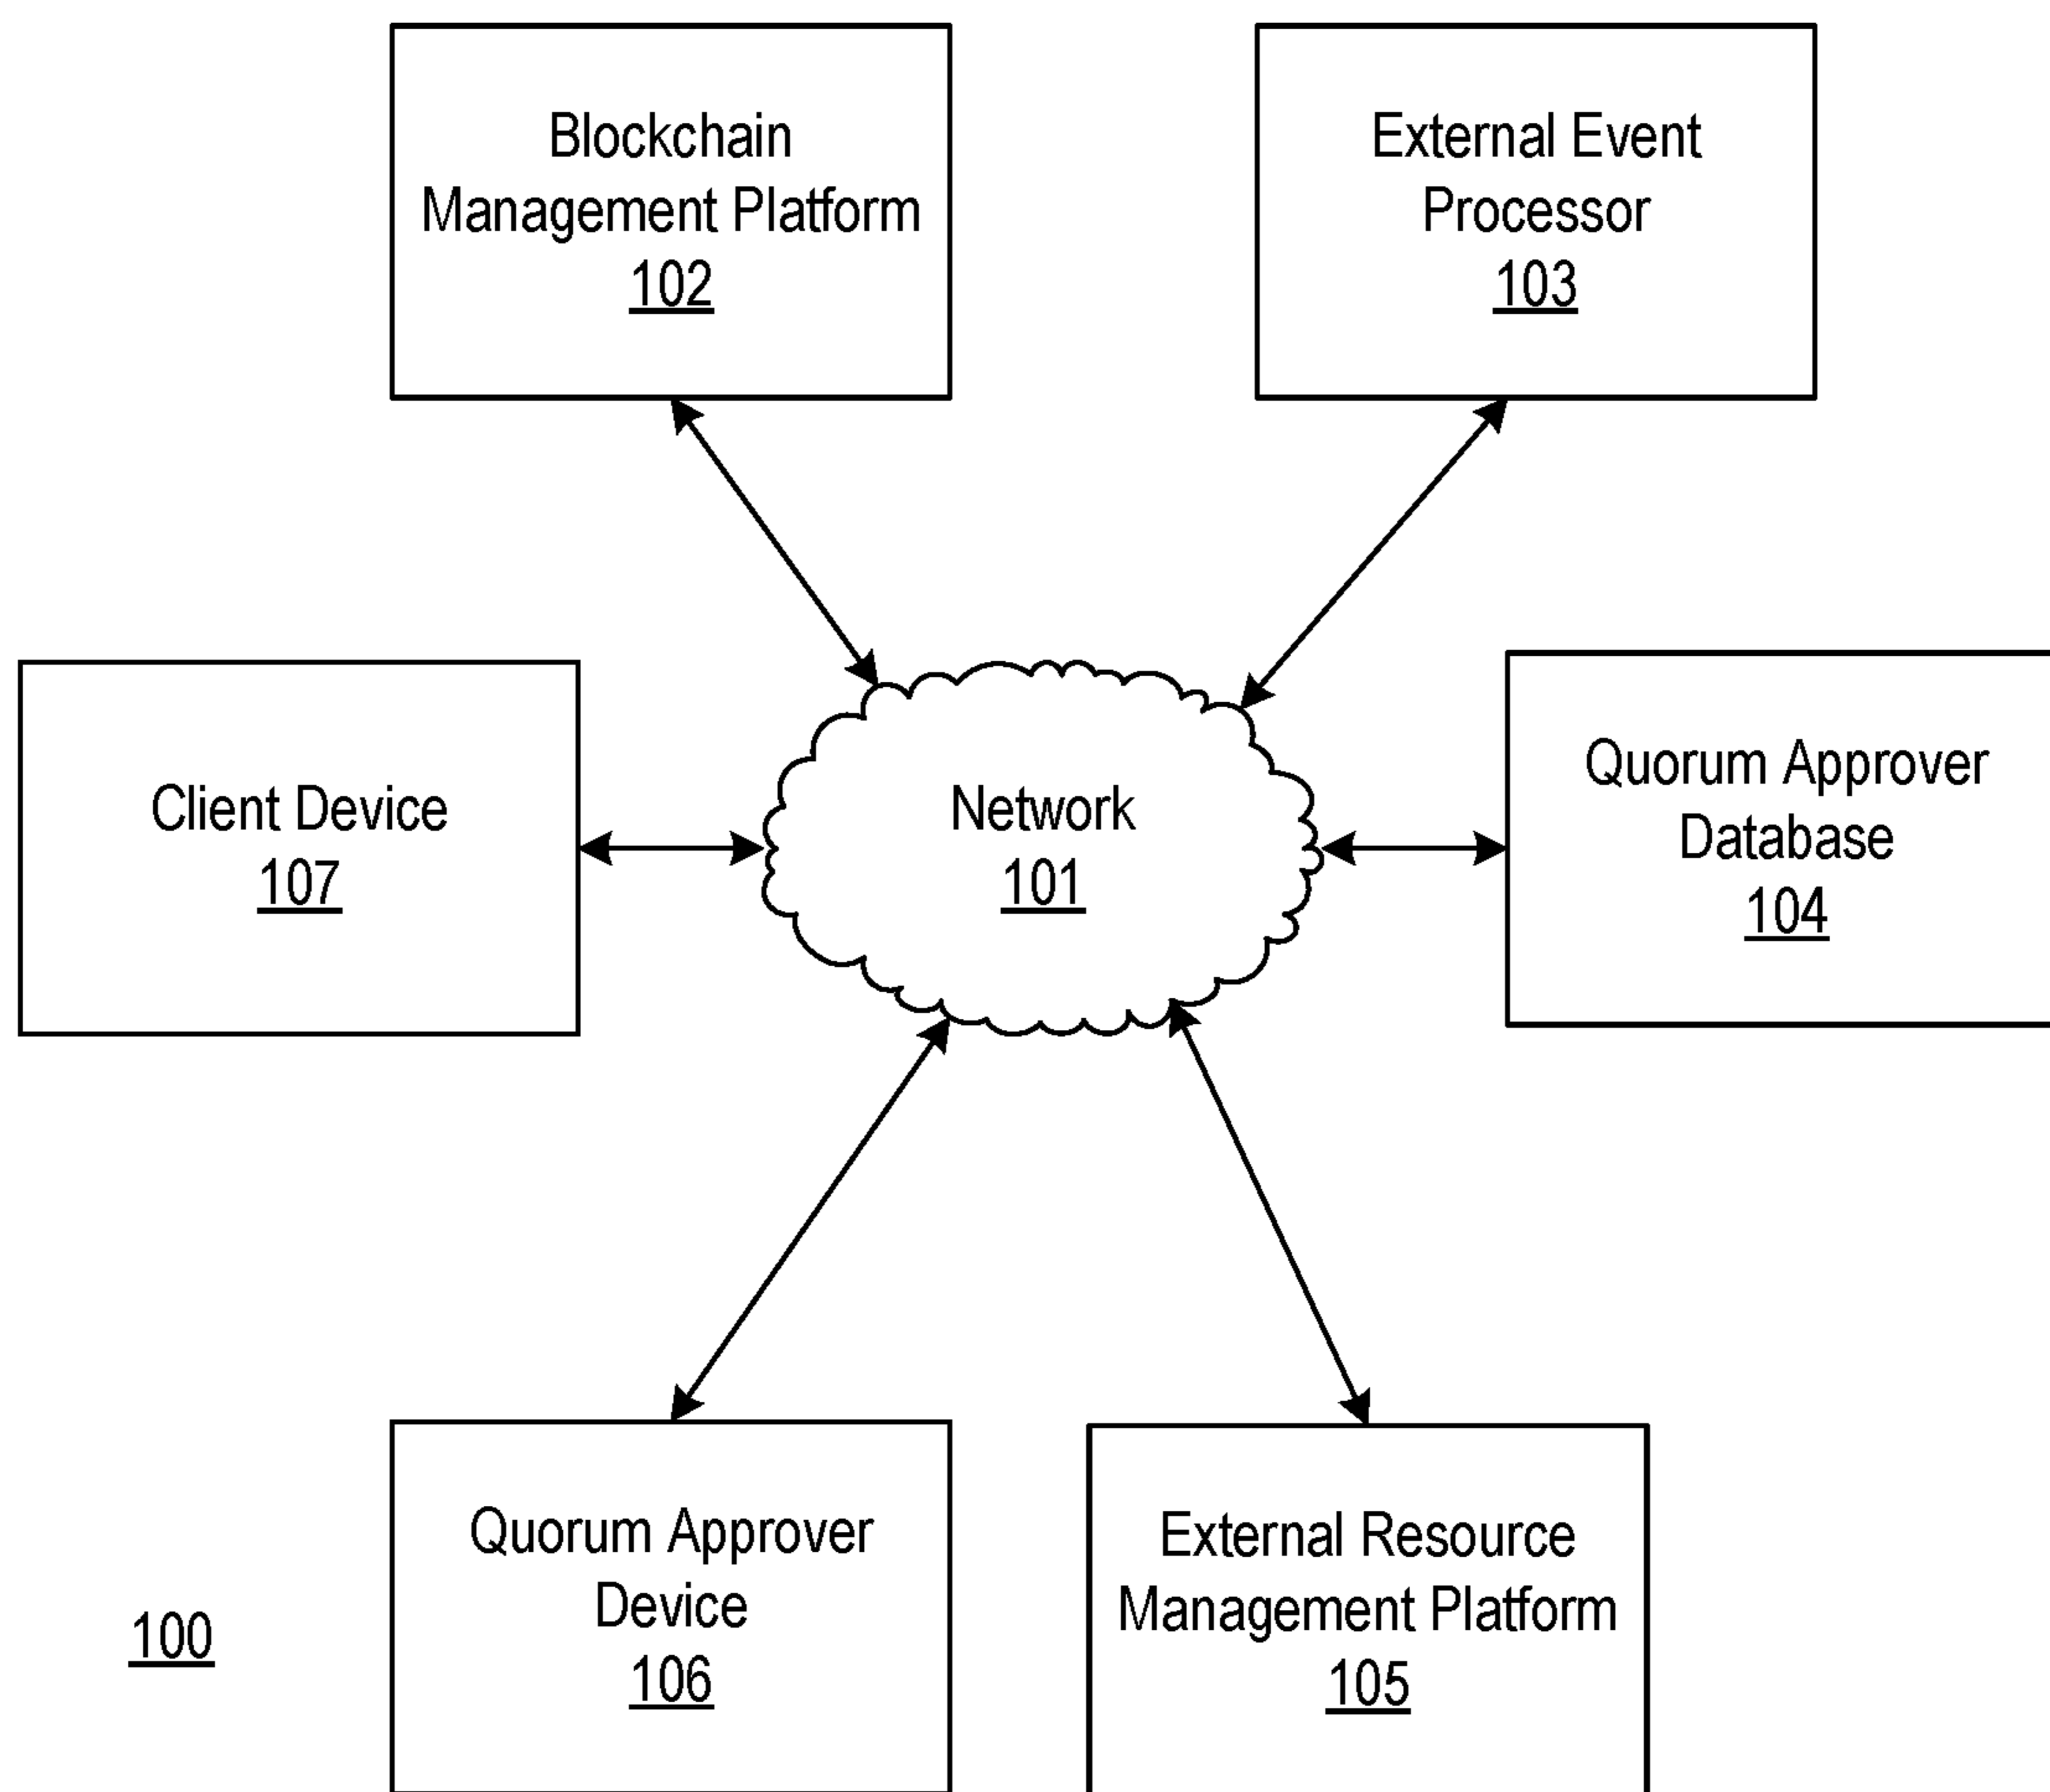 Blockchain
Management Platform
102
External Event
Processor
103
Client Device
107
Network
101
Quorum Approver
Database
104
Quorum Approver
Device
106
External Resource
Management Platform
105
100